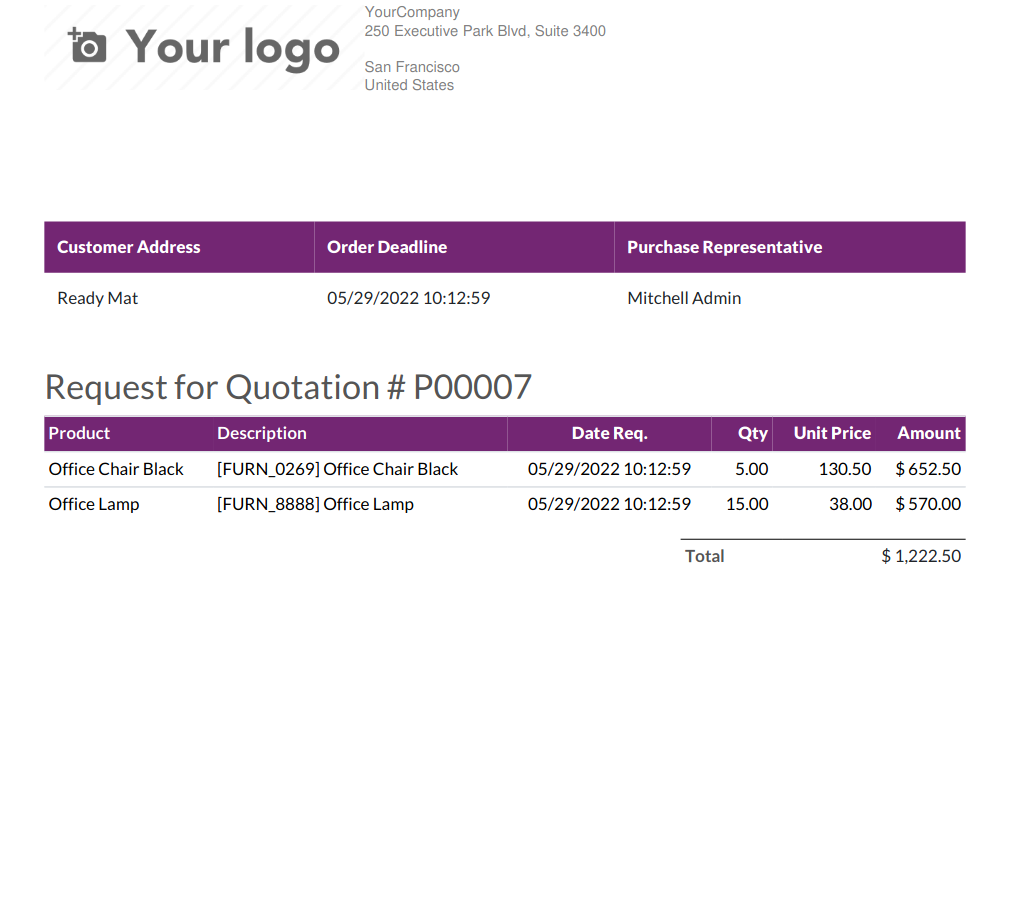 Your logo
YourCompany
250 Executive Park Blvd, Suite 3400
San Francisco
United States
Customer Address Order Deadline Purchase Representative
Ready Mat 05/29/2022 10:12:59 Mitchell Admin
Request for Quotation # P00007
Product Description Date Req. Qty Unit Price Amount
Office Chair Black [FURN_0269] Office Chair Black 05/29/2022 10:12:59 5.00 130.50 $ 652.50
Office Lamp [FURN_8888] Office Lamp 05/29/2022 10:12:59 15.00 38.00 $ 570.00
Total $ 1,222.50